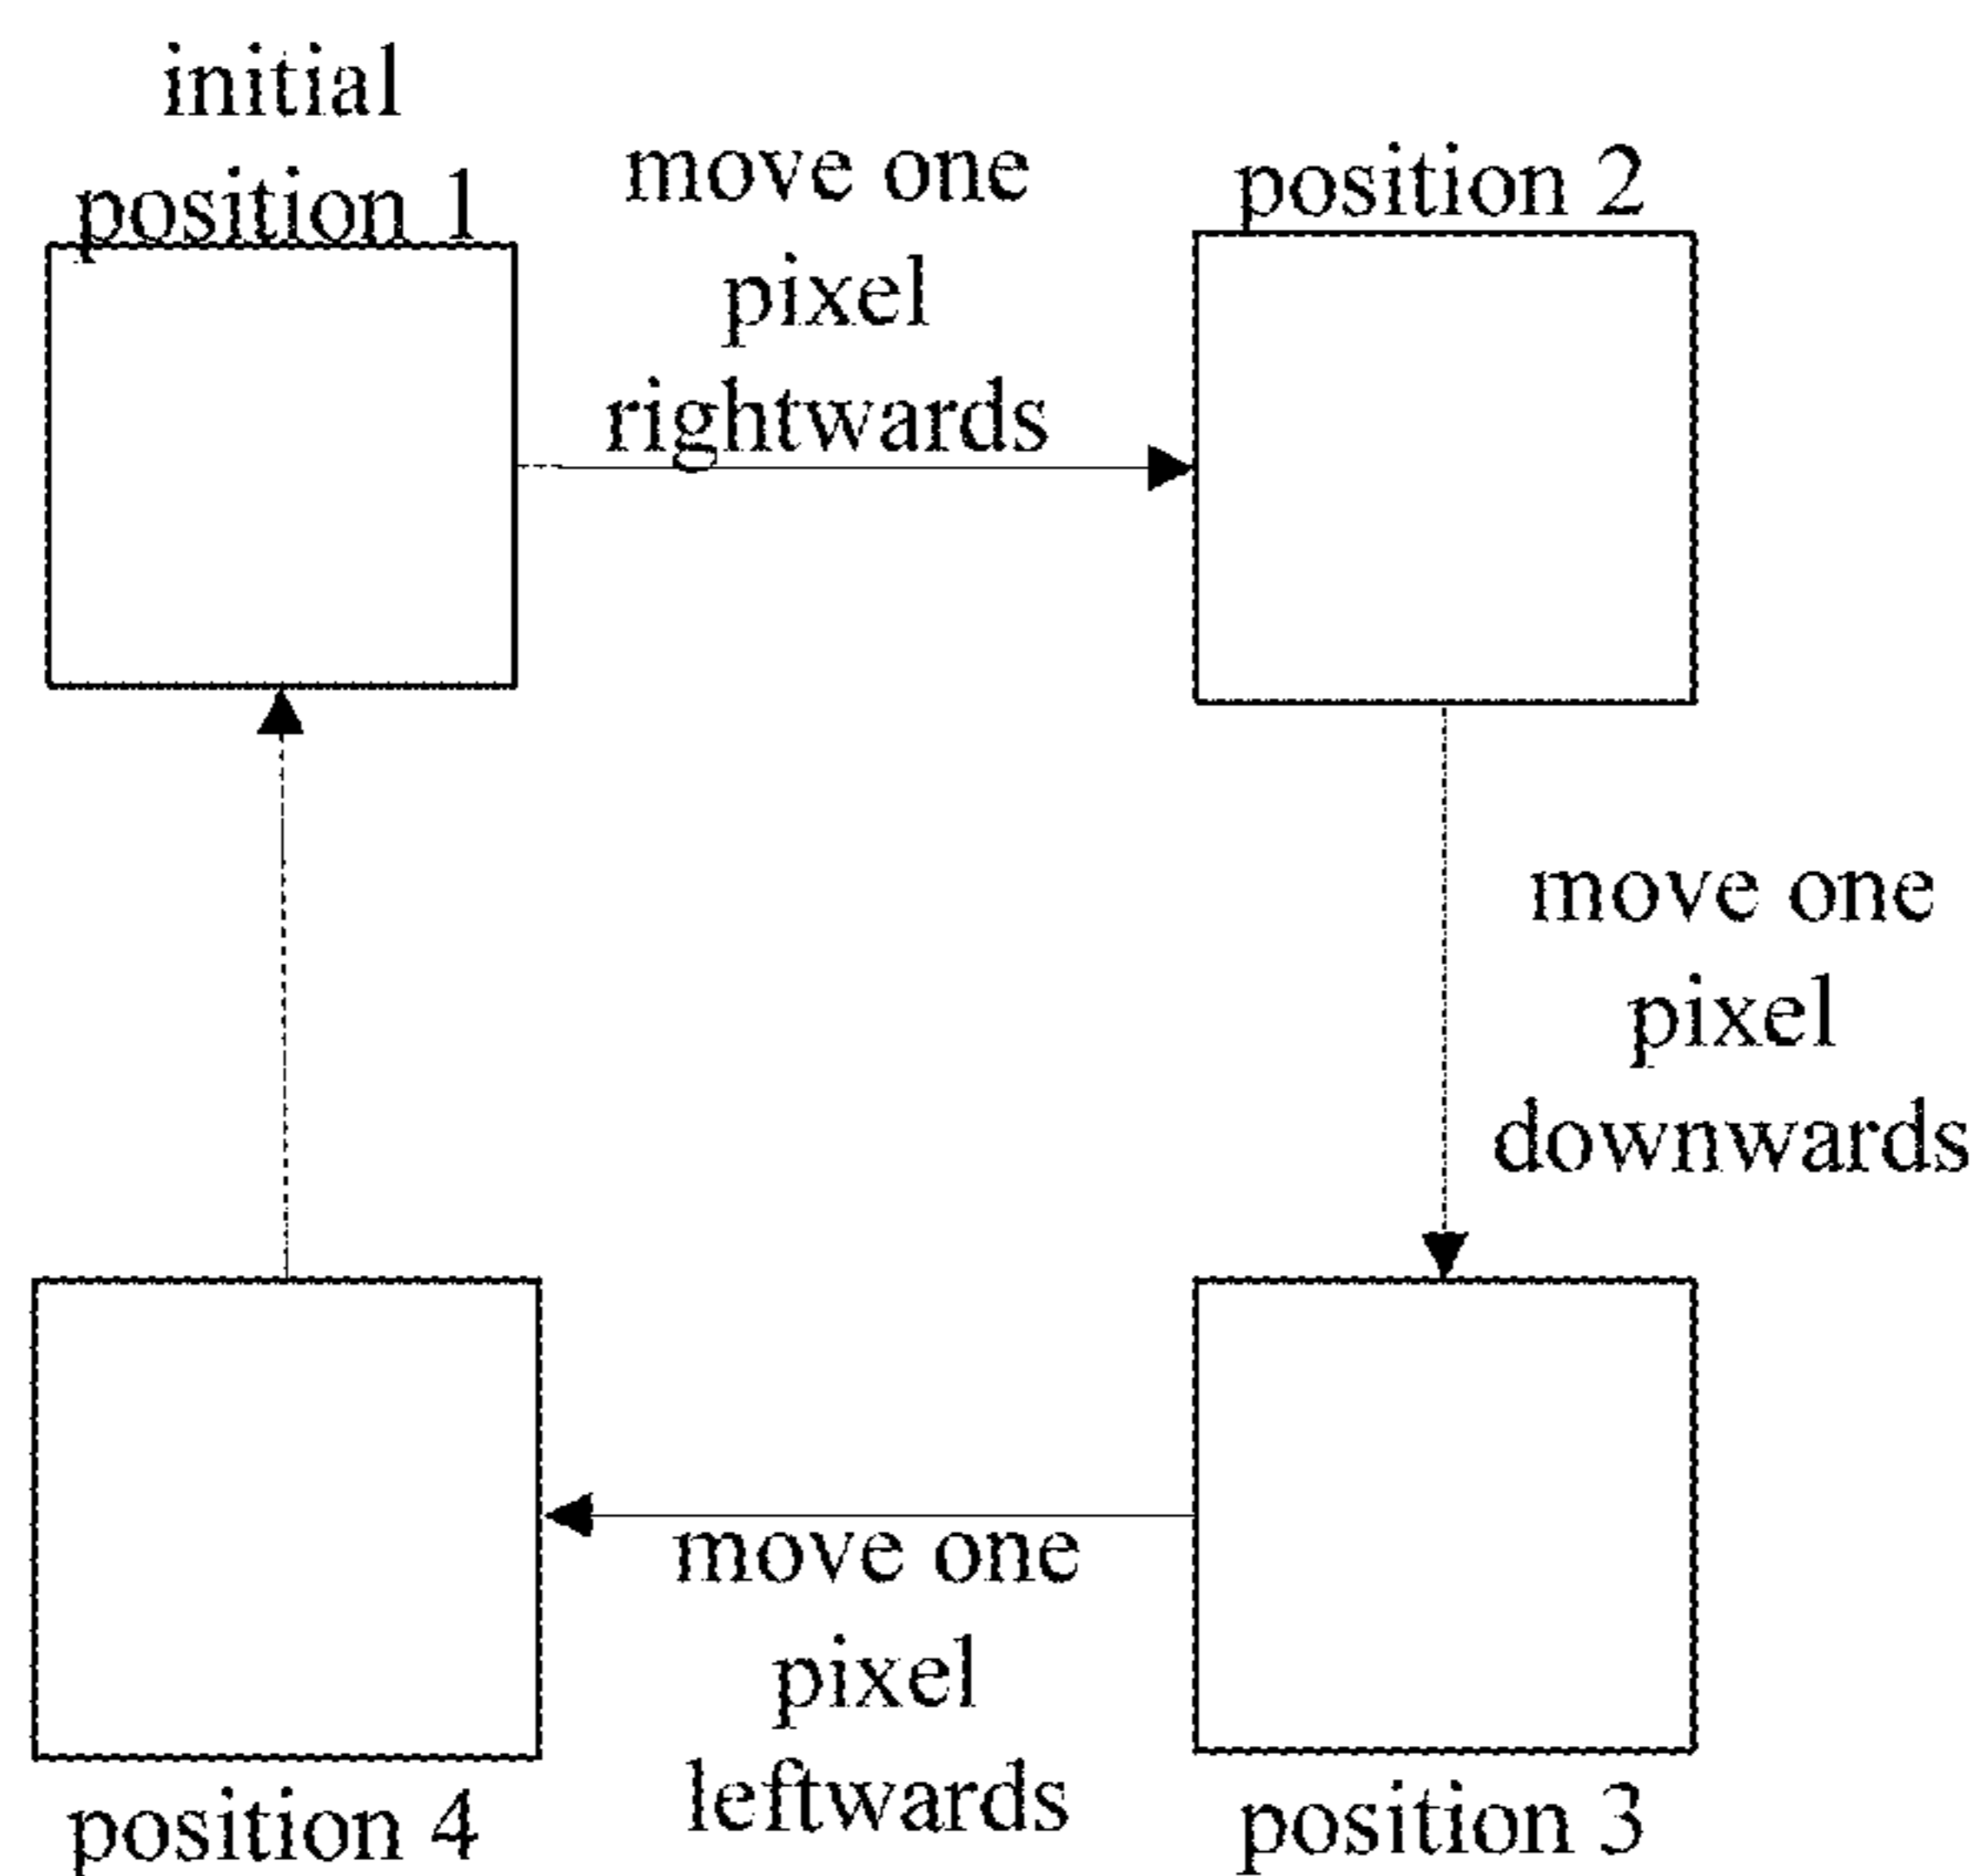 initial
position 1
move one
pixel
rightwards
position 2
move one
pixel
downwards
move one
pixel
leftwards
position 4
position 3